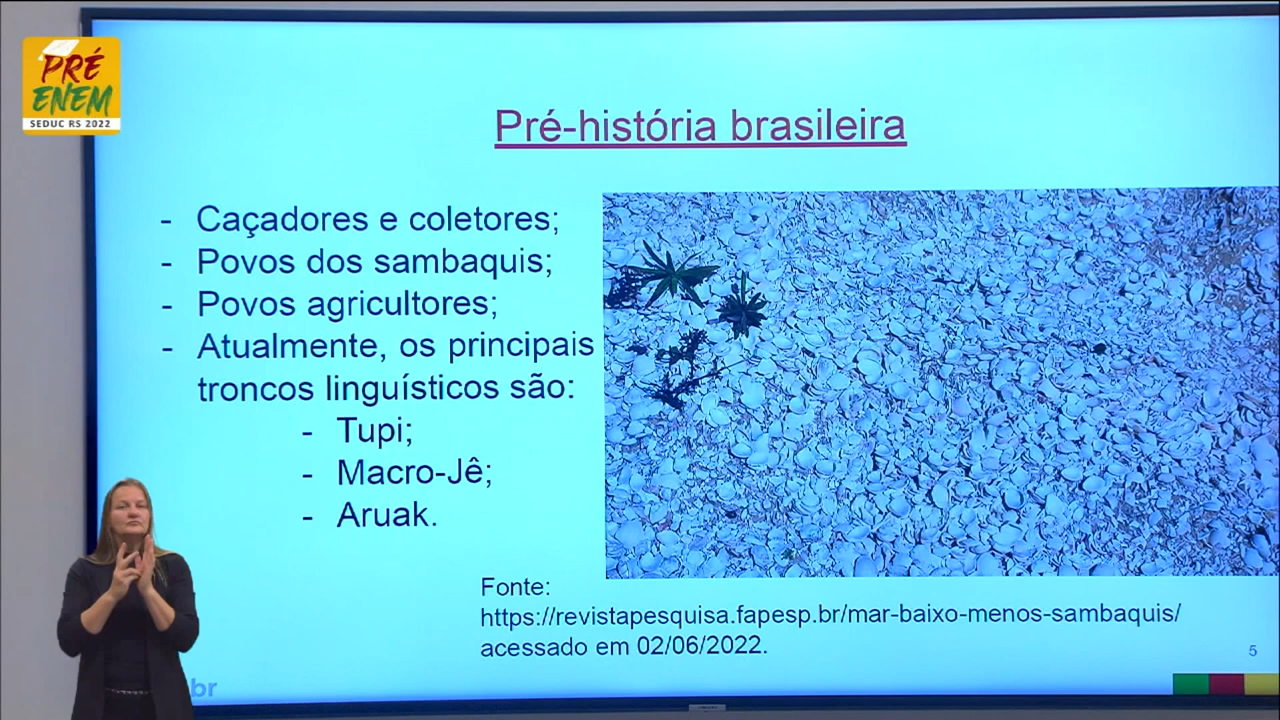 PRÉ
ENEM
SEDUC RS 2022
Pré-história brasileira
- Caçadores e coletores;
- Povos dos sambaquis;
- Povos agricultores;
- Atualmente, os principais
troncos linguísticos são:
- Tupi;
- Macro-Jê;
- Aruak.
Fonte:
https://revistapesquisa.fapesp.br/mar-baixo-menos-sambaquis/
acessado em 02/06/2022.
5
br